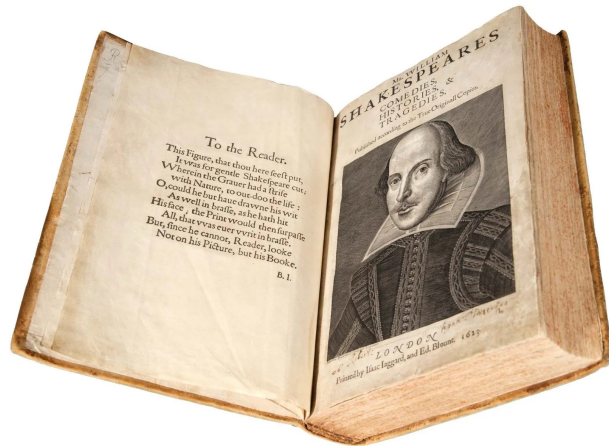 To the Reader.
This Figure, that thou here seest put,
It was for gentle Shakespeare cut;
Wherein the Grauer had a strife
with Nature, to out-doo the life :
O, could he but haue drawne his wit
As well in brasse, as he hath hit
His face ; the Print would then surpasse
All, that vvas euer vvrit in brasse.
But, since he cannot, Reader, looke
Not on his Picture, but his Booke.
B. I.
Mr. WILLIAM
SHAKESPEARES
COMEDIES,
HISTORIES, &
TRAGEDIES.
Published according to the True Originall Copies.
LONDON
Printed by Isaac Iaggard, and Ed. Blount. 1623